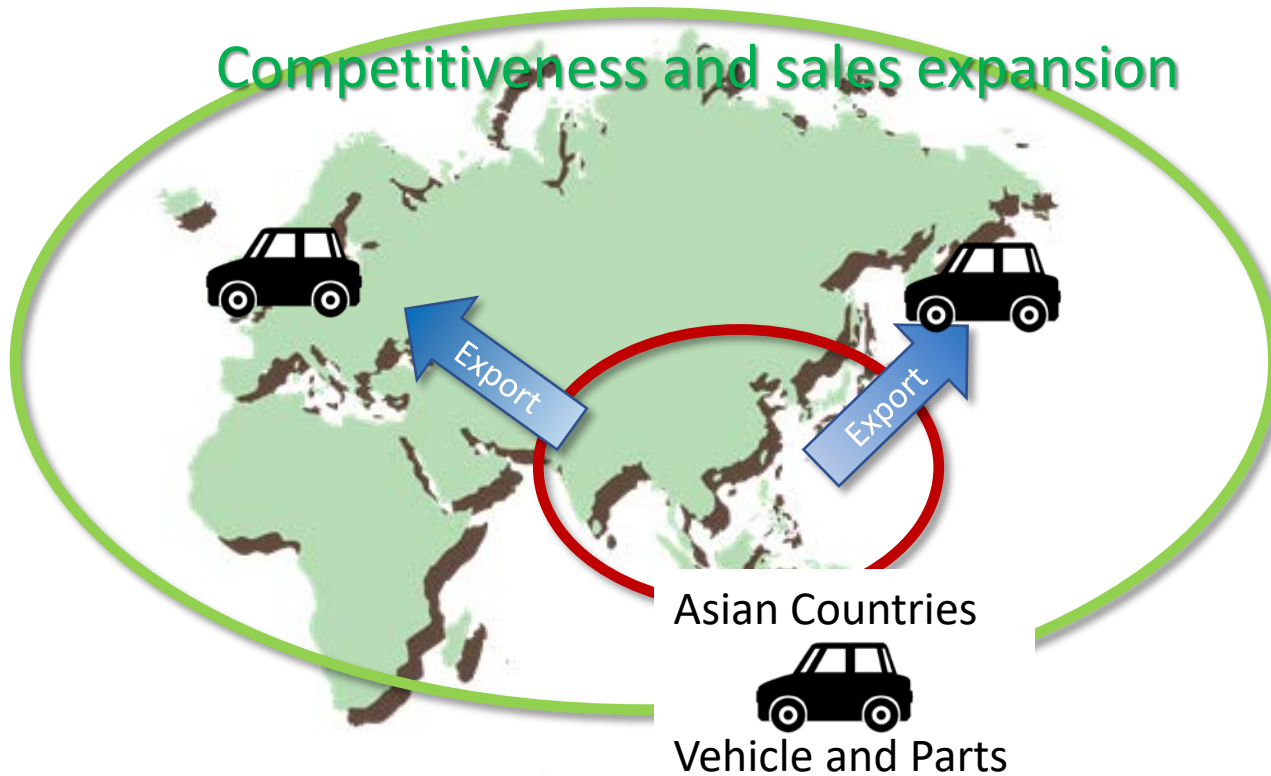 Competitiveness and sales expansion
Export
Export
Asian Countries
Vehicle and Parts